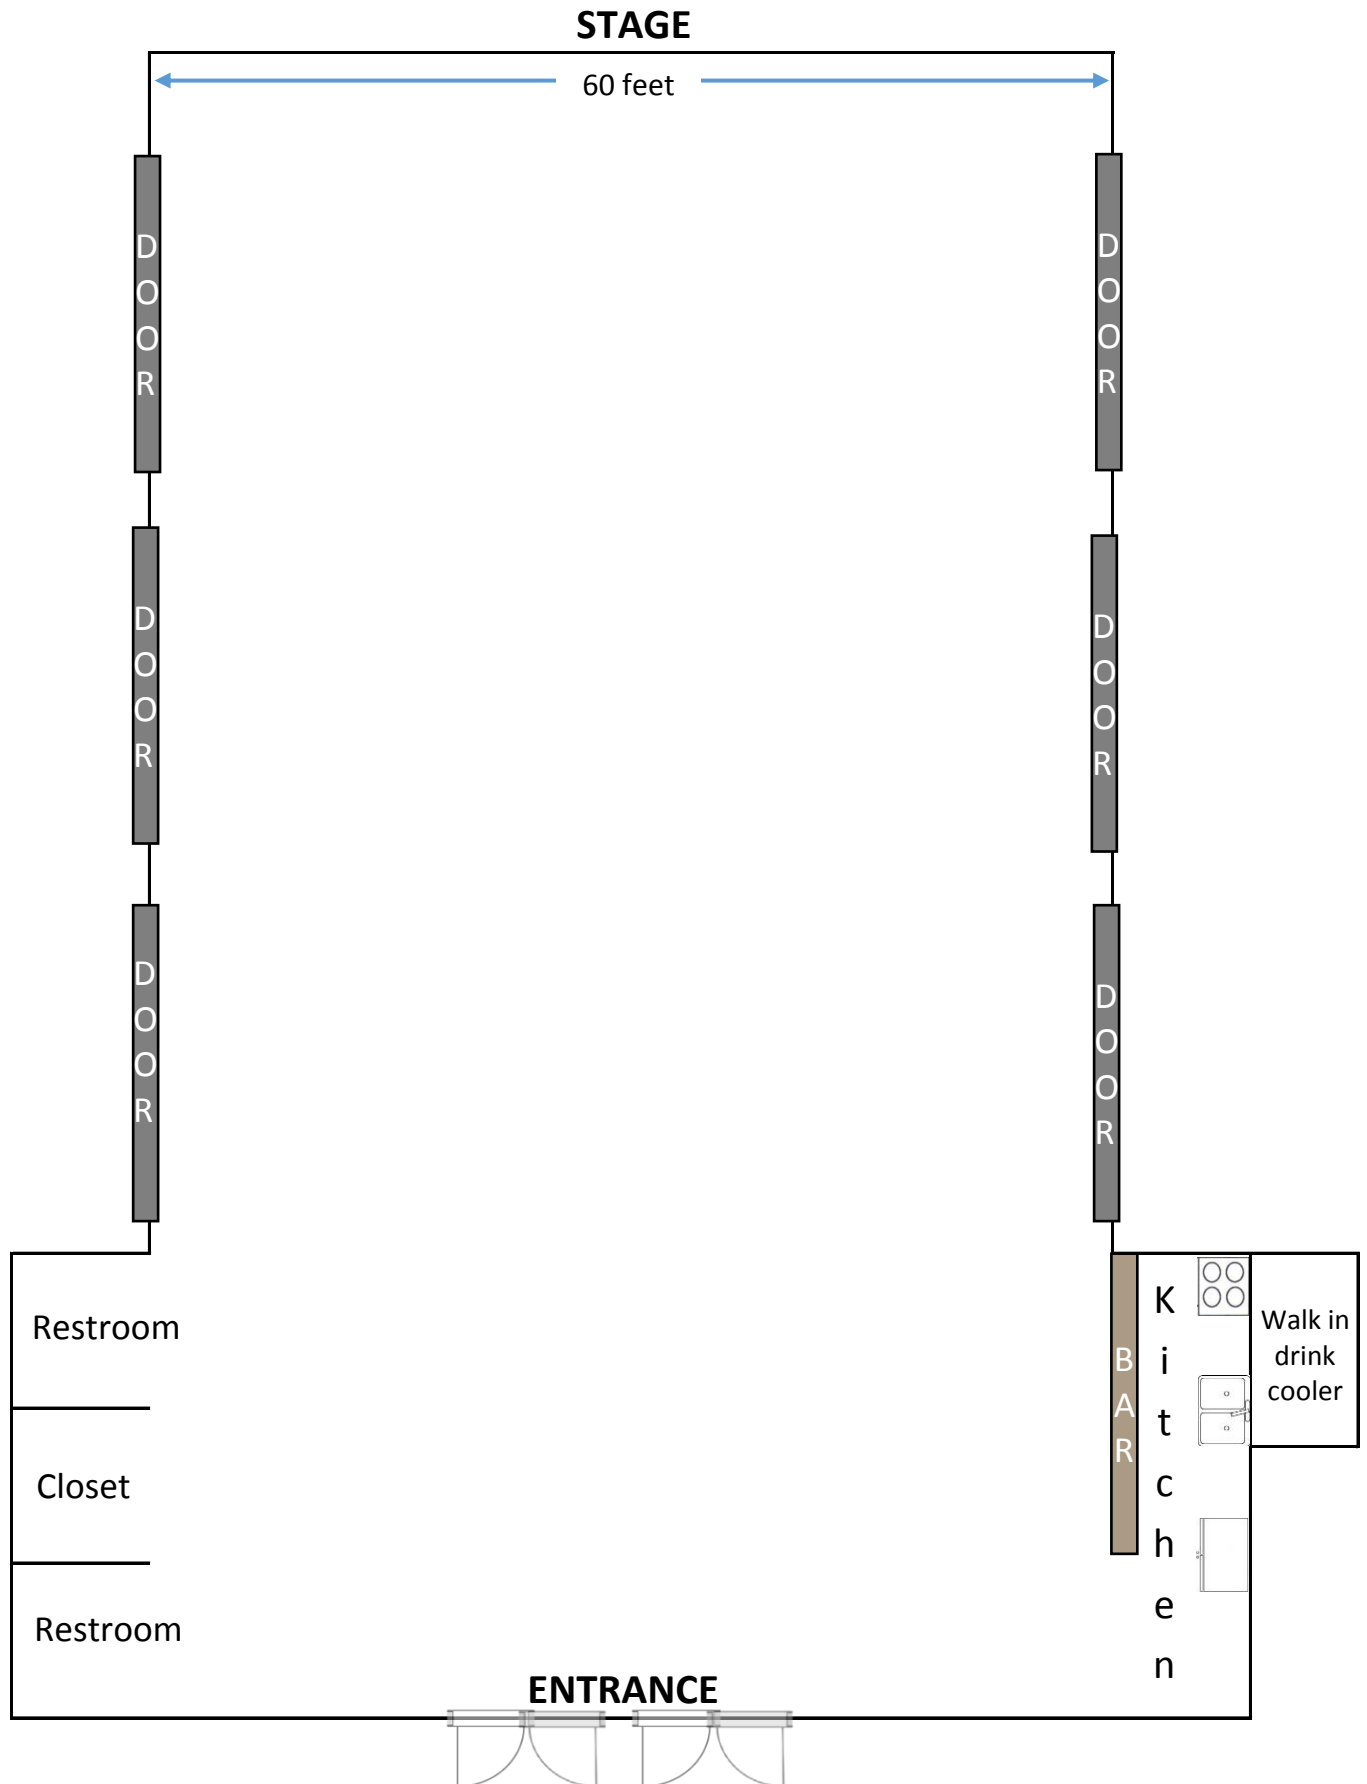 STAGE
60 feet
DOOR
DOOR
DOOR
DOOR
DOOR
DOOR
Restroom
Closet
Restroom
BAR
Kitchen
Walk in
drink
cooler
ENTRANCE